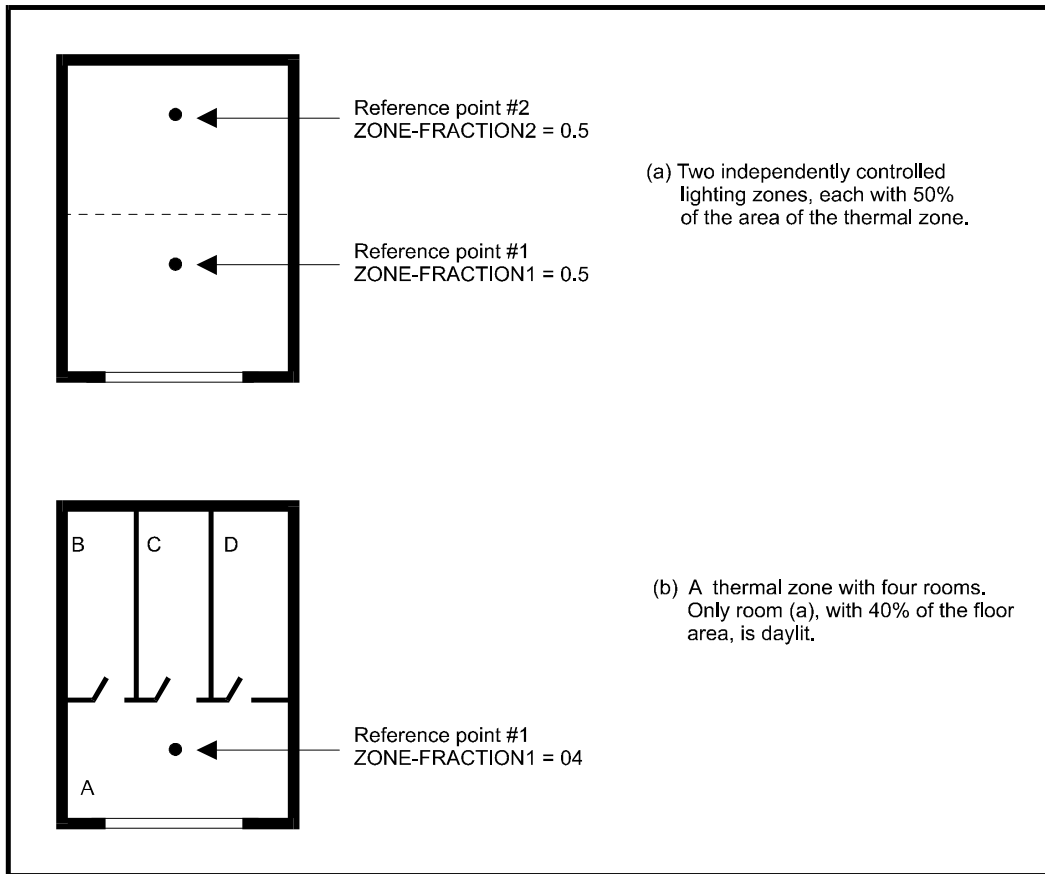 Reference point #2
ZONE-FRACTION2 = 0.5
(a) Two independently controlled
lighting zones, each with 50%
of the area of the thermal zone.
Reference point #1
ZONE-FRACTION1 = 0.5
B C D
(b) A thermal zone with four rooms.
Only room (a), with 40% of the floor
area, is daylit.
Reference point #1
ZONE-FRACTION1 = 04
A